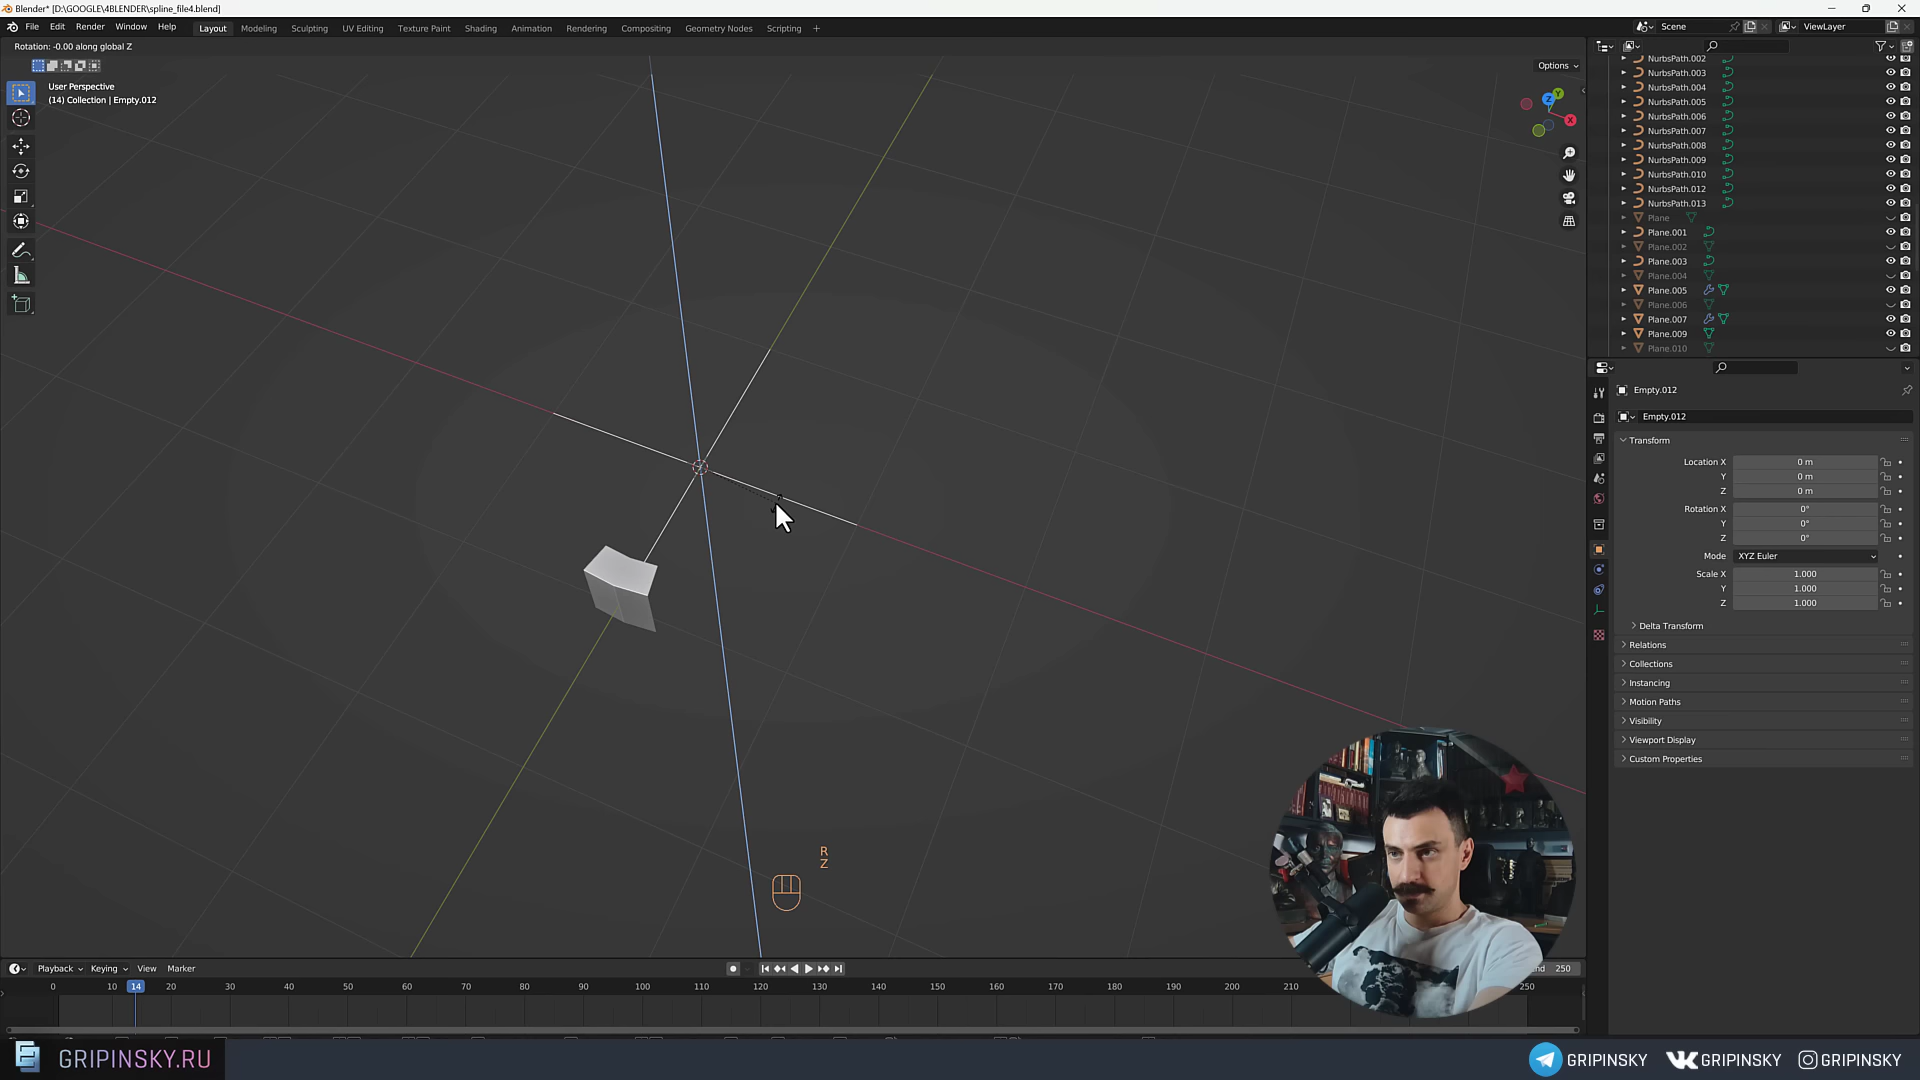 Blender* [D:\GOOGLE\4BLENDER\spline_file4.blend]
File Edit Render Window Help Layout Modeling Sculpting UV Editing Texture Paint Shading Animation Rendering Compositing Geometry Nodes Scripting + Scene ViewLayer
Rotation: -0.00 along global Z
Options
User Perspective
(14) Collection | Empty.012
Z
Y
X
NurbsPath.002
NurbsPath.003
NurbsPath.004
NurbsPath.005
NurbsPath.006
NurbsPath.007
NurbsPath.008
NurbsPath.009
NurbsPath.010
NurbsPath.012
NurbsPath.013
Plane
Plane.001
Plane.002
Plane.003
Plane.004
Plane.005
Plane.006
Plane.007
Plane.009
Plane.010
Empty.012
Empty.012
Transform
Location X 0 m
Y 0 m
Z 0 m
Rotation X 0°
Y 0°
Z 0°
Mode XYZ Euler
Scale X 1.000
Y 1.000
Z 1.000
Delta Transform
Relations
Collections
Instancing
Motion Paths
Visibility
Viewport Display
Custom Properties
R
Z
Playback Keying View Marker 250
0 10 14 20 30 40 50 60 70 80 90 100 110 120 130 140 150 160 170 180 190 200 210 250
GRIPINSKY.RU GRIPINSKY GRIPINSKY GRIPINSKY